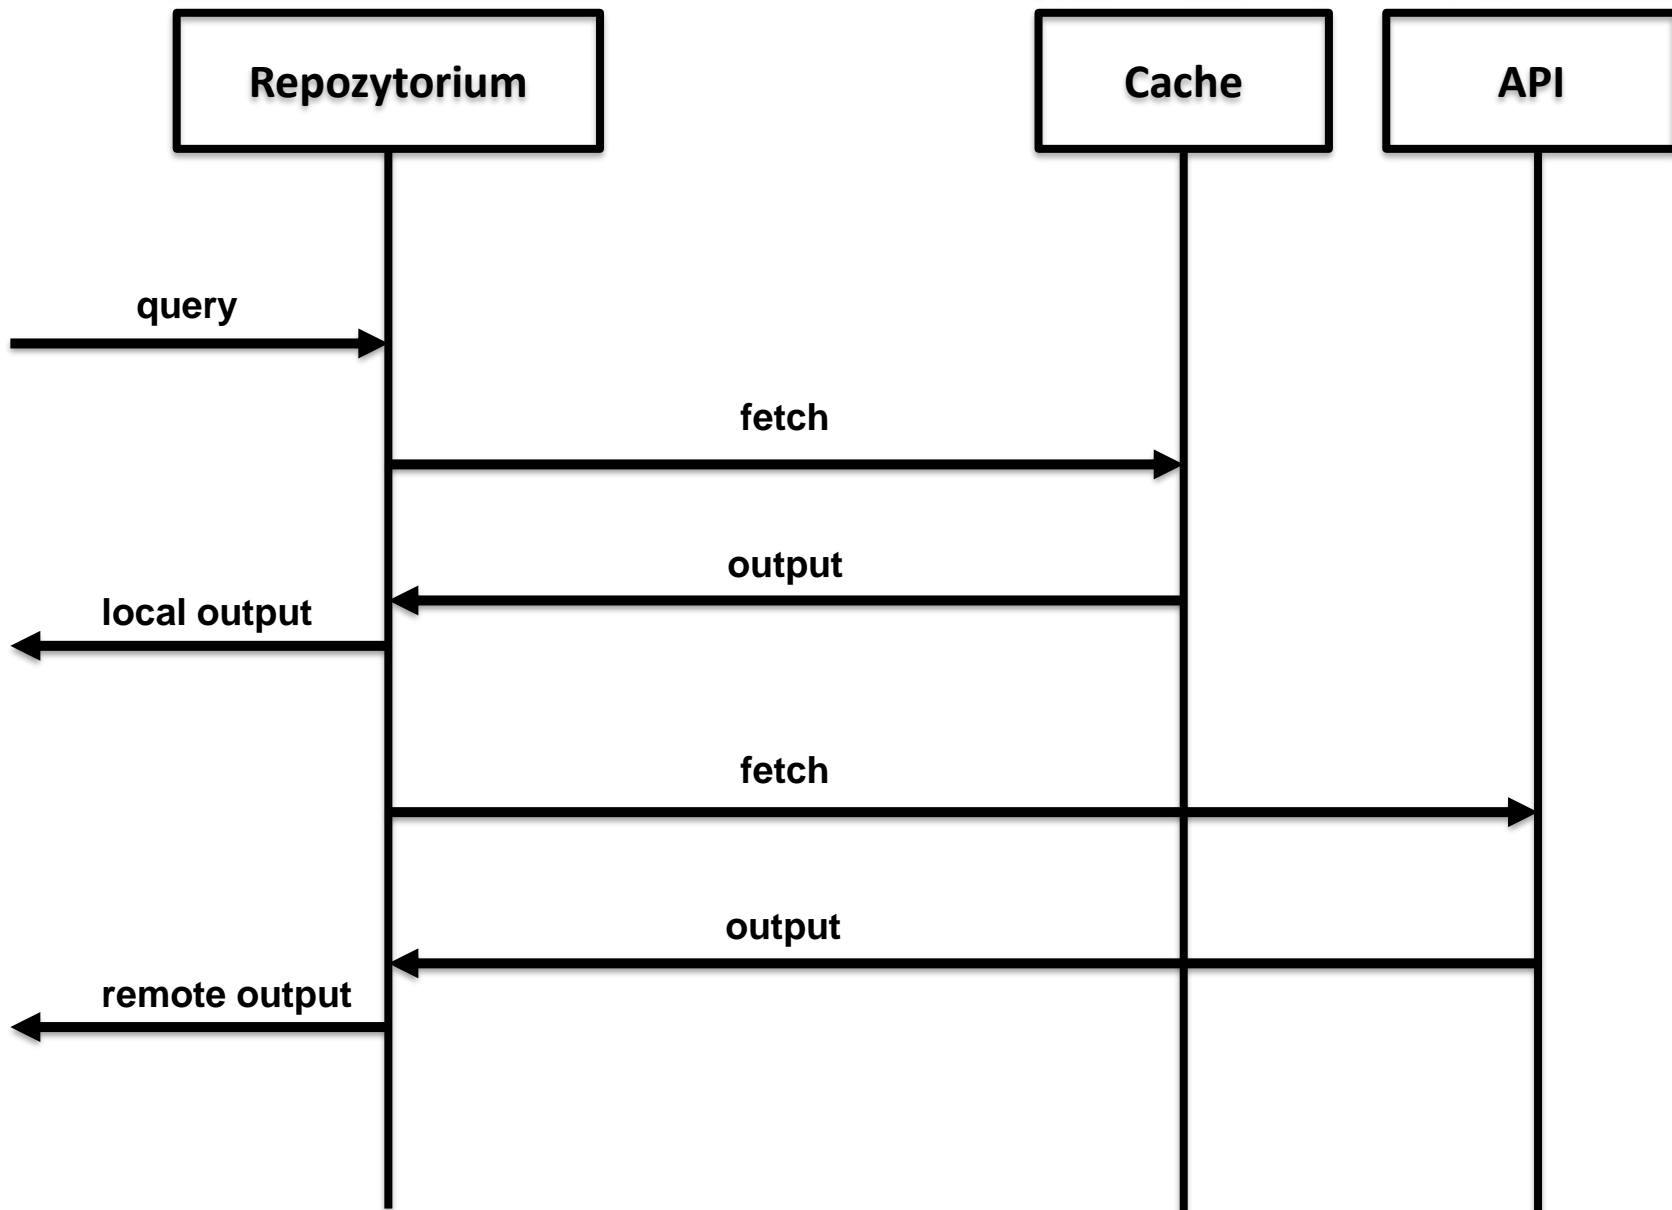 Repozytorium
Cache
API
query
fetch
output
local output
fetch
output
remote output